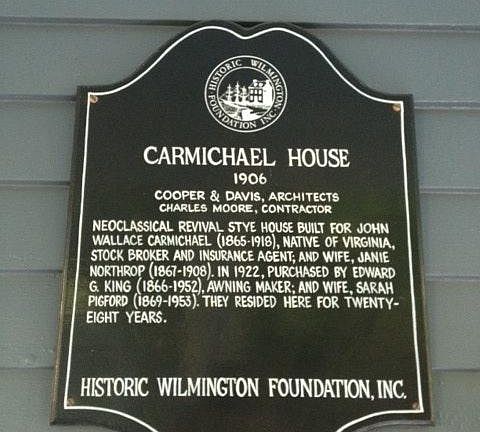 HISTORIC WILMINGTON
FOUNDATION INC.
CARMICHAEL HOUSE
1906
COOPER & DAVIS, ARCHITECTS
CHARLES MOORE, CONTRACTOR
NEOCLASSICAL REVIVAL STYE HOUSE BUILT FOR JOHN
WALLACE CARMICHAEL (1865-1918), NATIVE OF VIRGINIA,
STOCK BROKER AND INSURANCE AGENT; AND WIFE, JANIE
NORTHROP (1867-1908). IN 1922, PURCHASED BY EDWARD
G. KING (1866-1952), AWNING MAKER; AND WIFE, SARAH
PIGFORD (1869-1953). THEY RESIDED HERE FOR TWENTY-
EIGHT YEARS.
HISTORIC WILMINGTON FOUNDATION, INC.